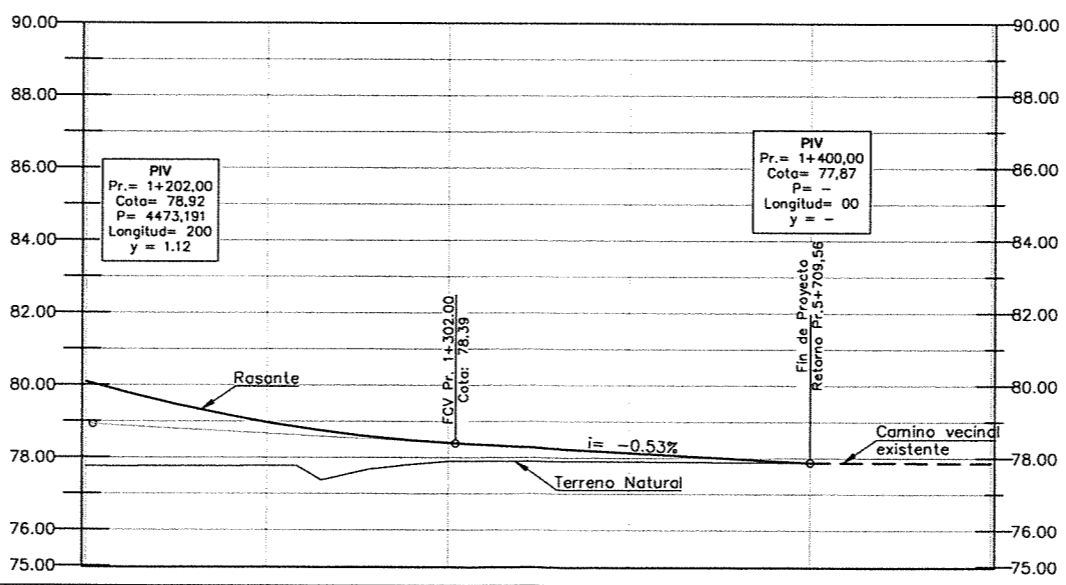 90.00
88.00
86.00
84.00
82.00
80.00
78.00
76.00
75.00
PIV
Pr.= 1+202,00
Cota= 78,92
P= 4473,191
Longitud= 200
y = 1.12
Rasante
FCV Pr. 1+302.00
Cota: 78.39
i= -0.53%
Terreno Natural
PIV
Pr.= 1+400,00
Cota= 77,87
P= -
Longitud= 00
y = -
Fin de Proyecto
Retorno Pr.5+709,56
Camino vecinal
existente
90.00
88.00
86.00
84.00
82.00
80.00
78.00
76.00
75.00